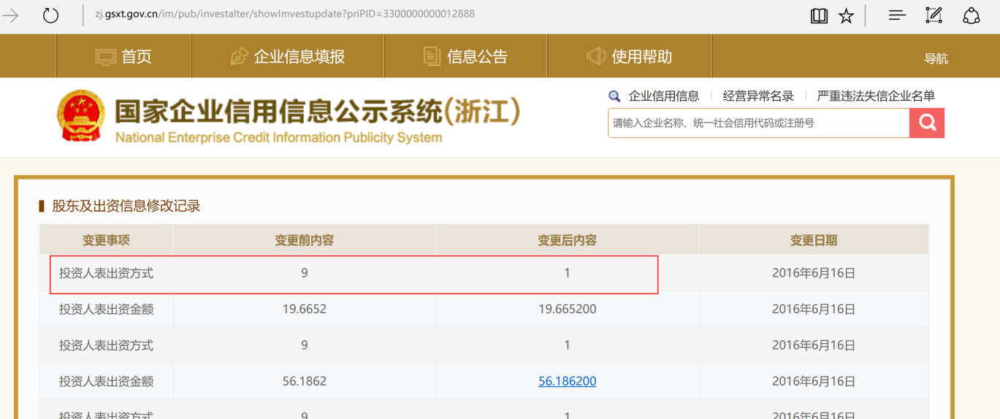 zj.gsxt.gov.cn/im/pub/investalter/showImvestupdate?priPID=3300000000012888
首页 企业信息填报 信息公告 使用帮助 导航
国家企业信用信息公示系统(浙江)
National Enterprise Credit Information Publicity System
企业信用信息 经营异常名录 严重违法失信企业名单
请输入企业名称、统一社会信用代码或注册号
股东及出资信息修改记录
变更事项 变更前内容 变更后内容 变更日期
投资人表出资方式 9 1 2016年6月16日
投资人表出资金额 19.6652 19.665200 2016年6月16日
投资人表出资方式 9 1 2016年6月16日
投资人表出资金额 56.1862 56.186200 2016年6月16日
投资人表出资方式 9 1 2016年6月16日